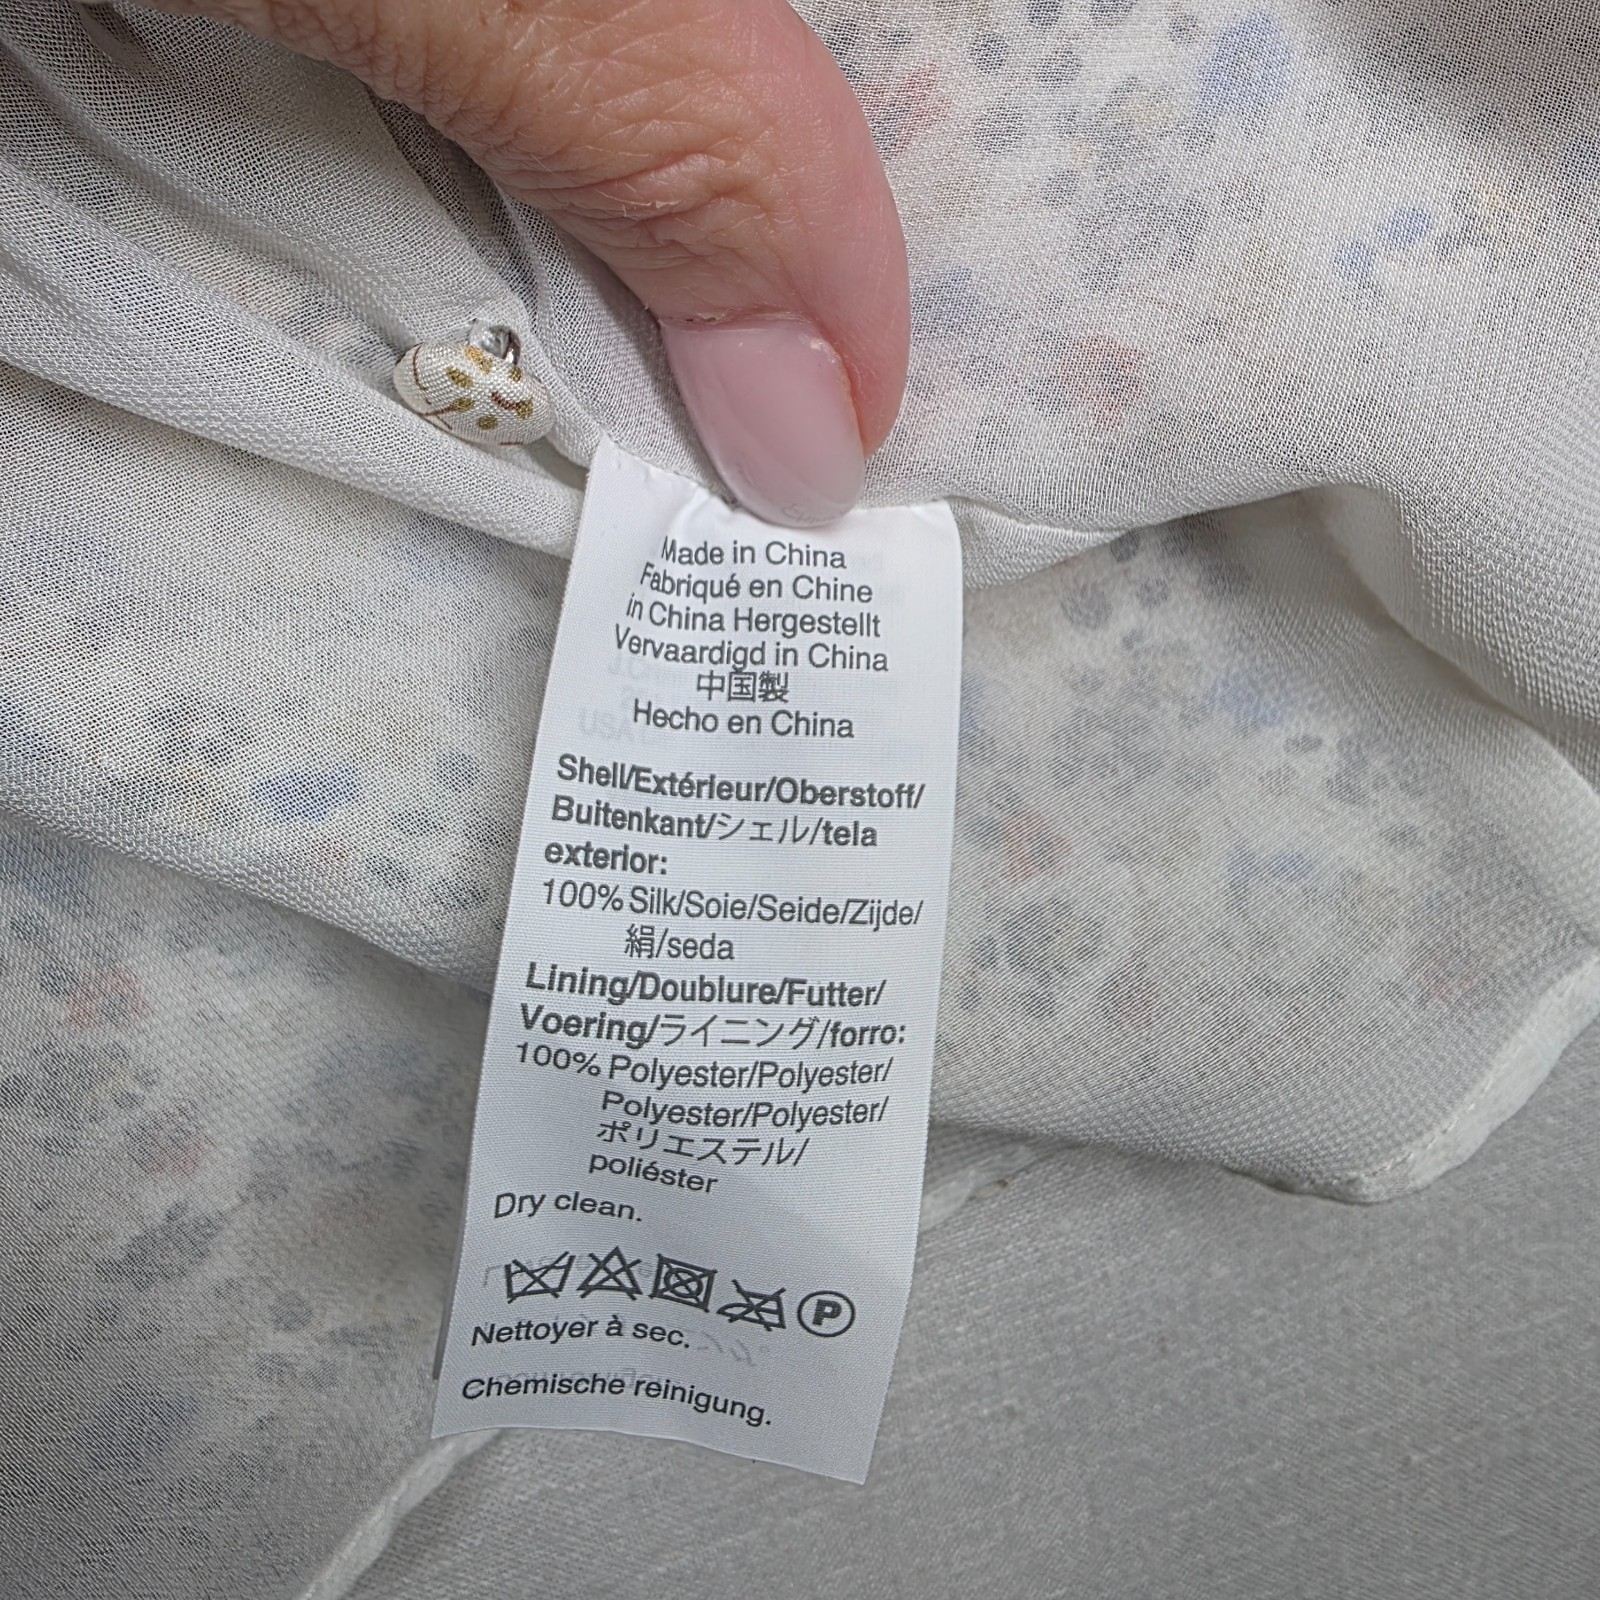 Made in China
Fabriqué en Chine
in China Hergestellt
Vervaardigd in China
中国製
Hecho en China
Shell/Extérieur/Oberstoff/
Buitenkant/シェル/tela
exterior:
100% Silk/Soie/Seide/Zijde/
絹/seda
Lining/Doublure/Futter/
Voering/ライニング/forro:
100% Polyester/Polyester/
Polyester/Polyester/
ポリエステル/
poliéster
Dry clean.
P
Nettoyer à sec.
Chemische reinigung.